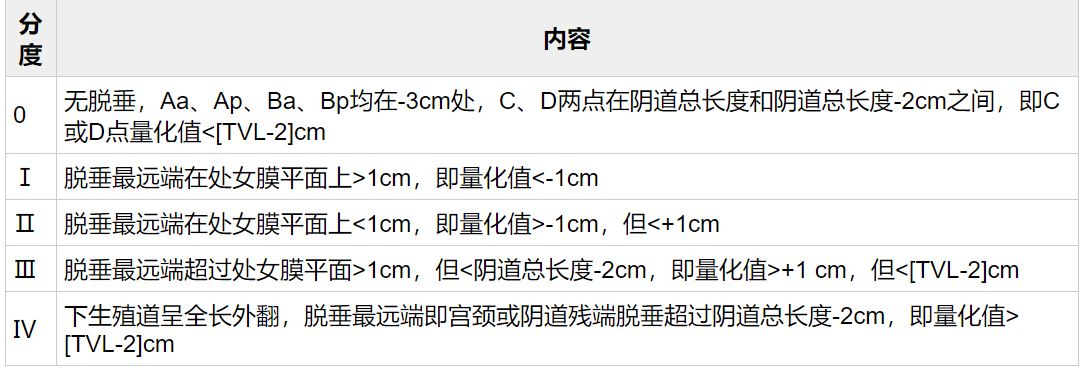 分度
内容
0
无脱垂，Aa、Ap、Ba、Bp均在-3cm处，C、D两点在阴道总长度和阴道总长度-2cm之间，即C
或D点量化值<[TVL-2]cm
Ⅰ
脱垂最远端在处女膜平面上>1cm，即量化值<-1cm
Ⅱ
脱垂最远端在处女膜平面上<1cm，即量化值>-1cm，但<+1cm
Ⅲ
脱垂最远端超过处女膜平面>1cm，但<阴道总长度-2cm，即量化值>+1 cm，但<[TVL-2]cm
Ⅳ
下生殖道呈全长外翻，脱垂最远端即宫颈或阴道残端脱垂超过阴道总长度-2cm，即量化值>
[TVL-2]cm